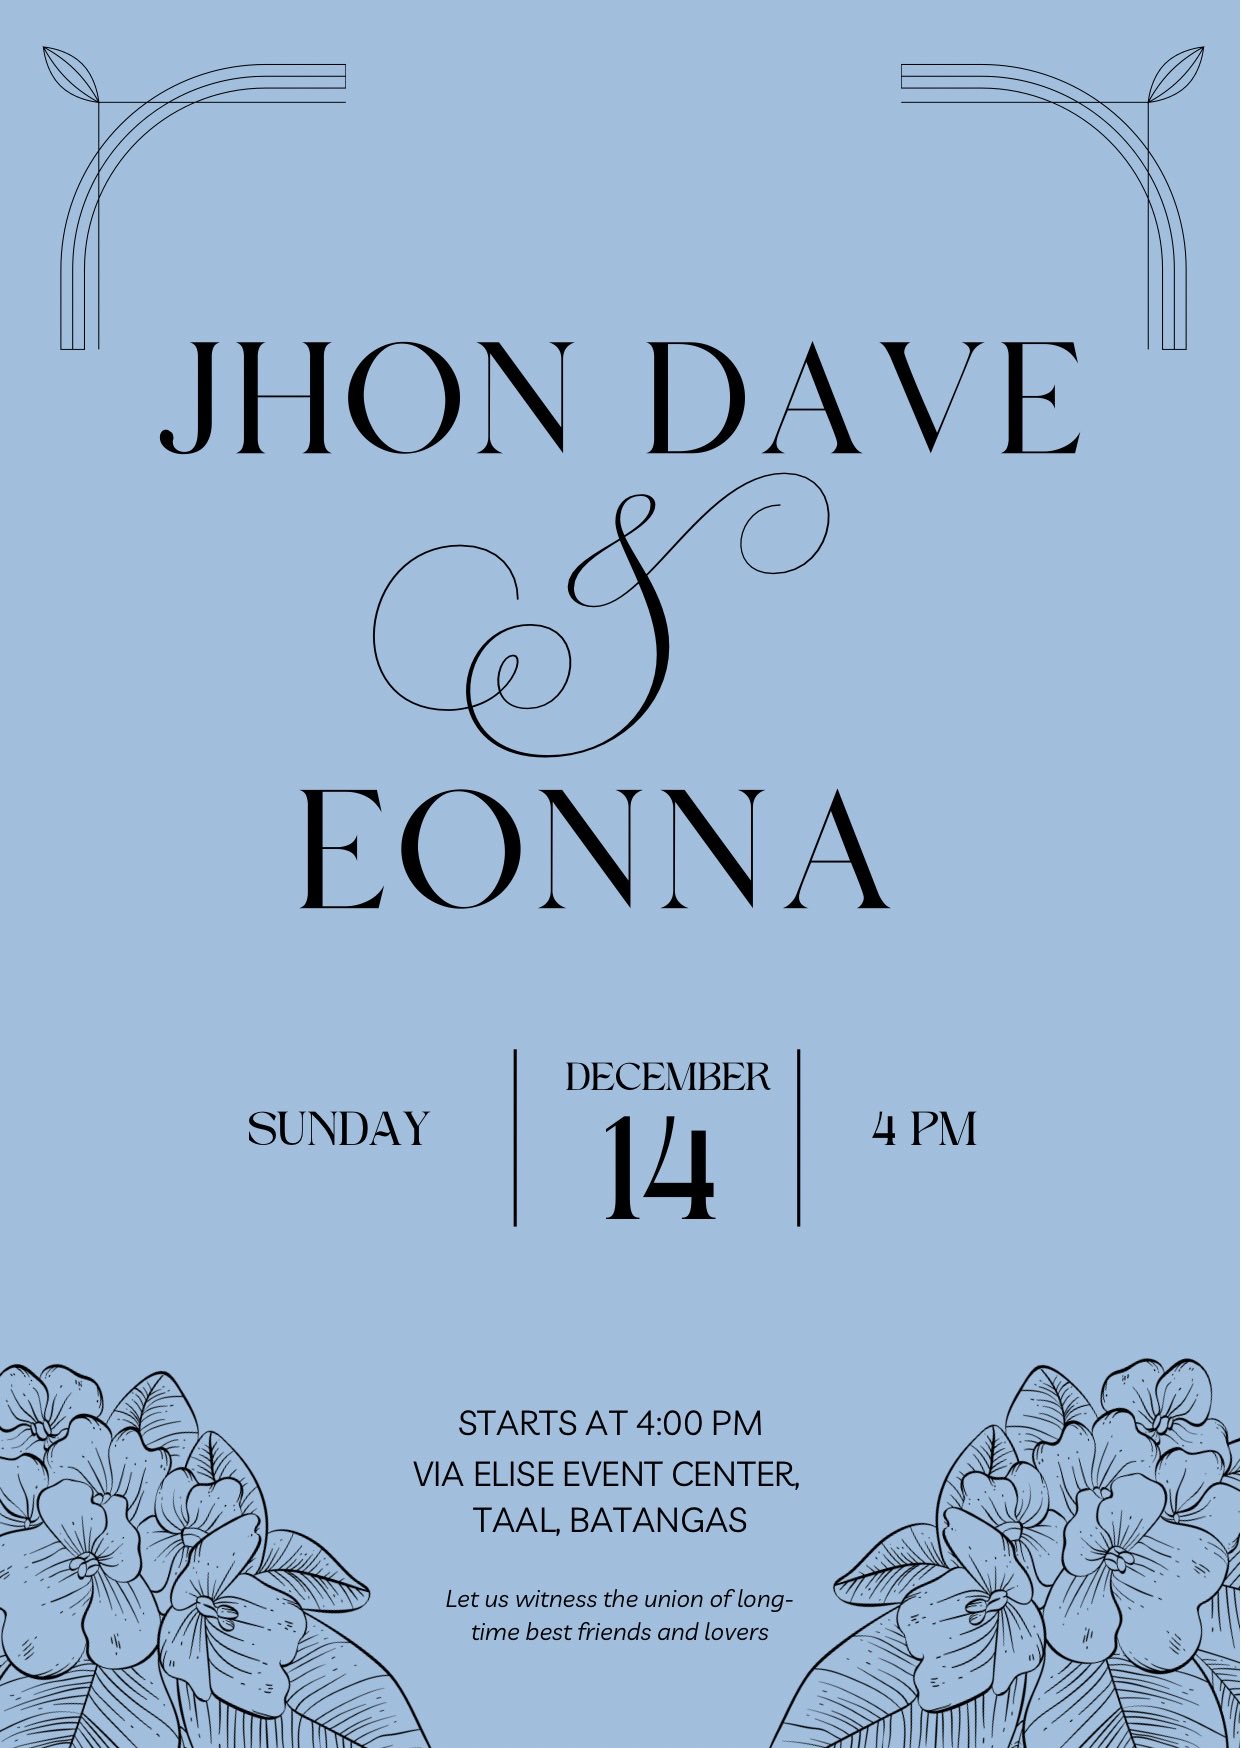 JHON DAVE
&
EONNA
DECEMBER
SUNDAY
14
4 PM
STARTS AT 4:00 PM
VIA ELISE EVENT CENTER,
TAAL, BATANGAS
Let us witness the union of long-
time best friends and lovers